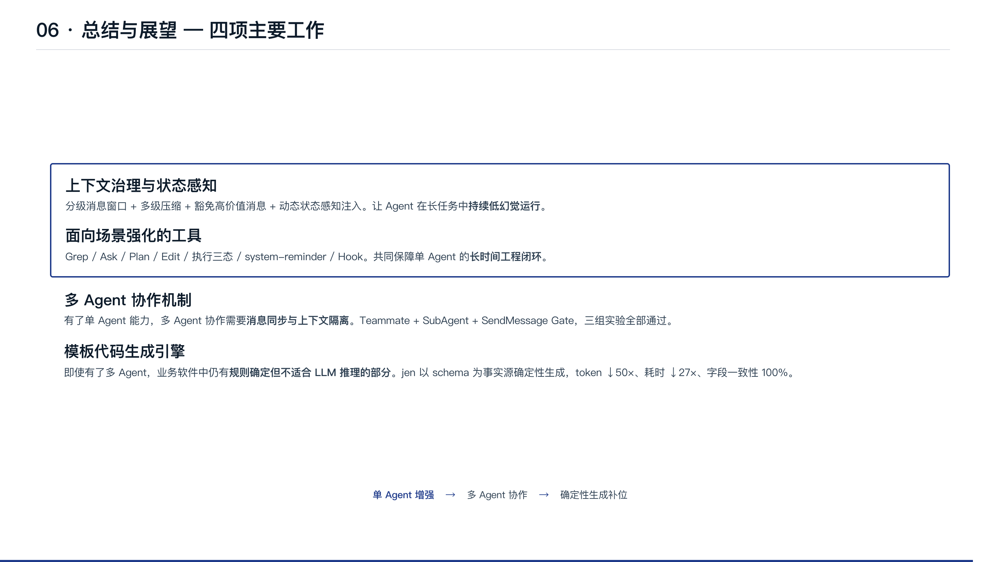 06 · 总结与展望 — 四项主要工作
上下文治理与状态感知
分级消息窗口 + 多级压缩 + 豁免高价值消息 + 动态状态感知注入。让 Agent 在长任务中持续低幻觉运行。
面向场景强化的工具
Grep / Ask / Plan / Edit / 执行三态 / system-reminder / Hook。共同保障单 Agent 的长时间工程闭环。
多 Agent 协作机制
有了单 Agent 能力，多 Agent 协作需要消息同步与上下文隔离。Teammate + SubAgent + SendMessage Gate，三组实验全部通过。
模板代码生成引擎
即使有了多 Agent，业务软件中仍有规则确定但不适合 LLM 推理的部分。jen 以 schema 为事实源确定性生成，token ↓50×、耗时 ↓27×、字段一致性 100%。
单 Agent 增强 → 多 Agent 协作 → 确定性生成补位